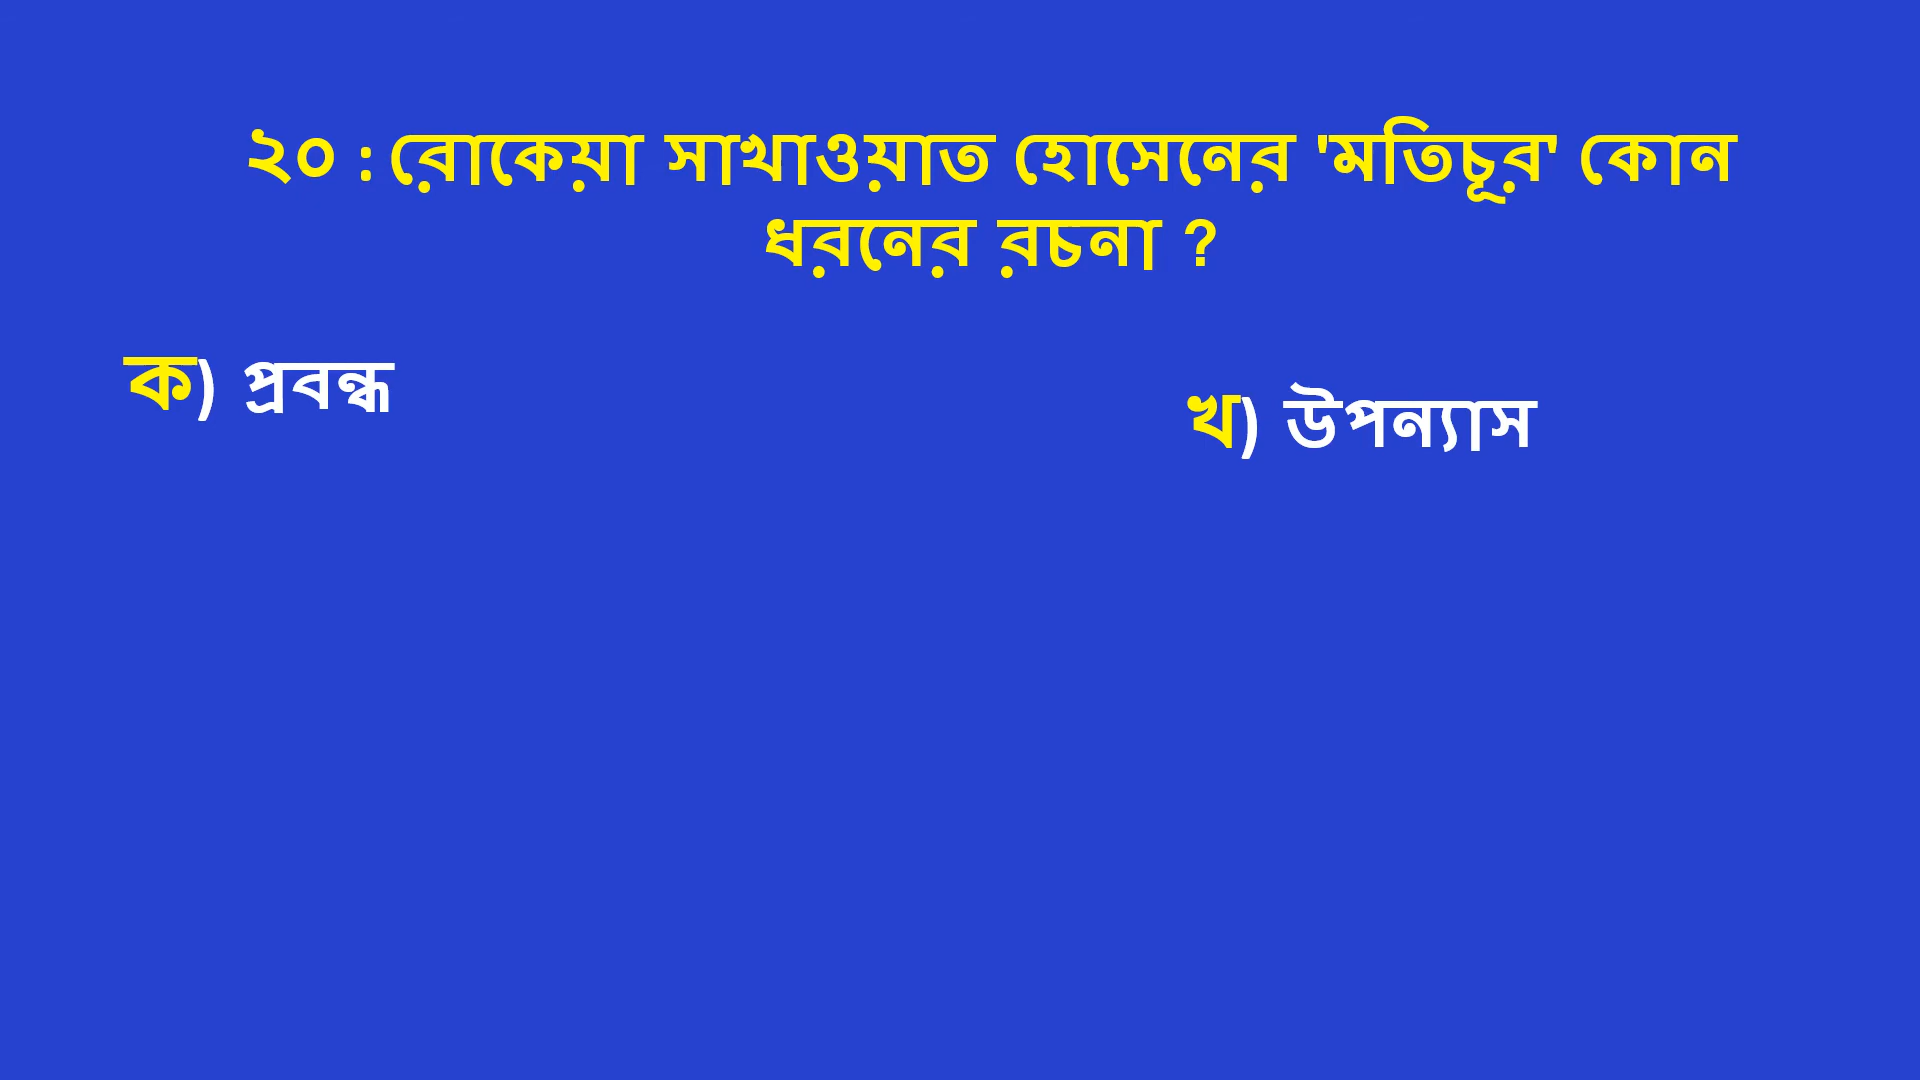 ২০ : রোকেয়া সাখাওয়াত হোসেনের 'মতিচূর' কোন
ধরনের রচনা ?
ক) প্রবন্ধ
খ) উপন্যাস